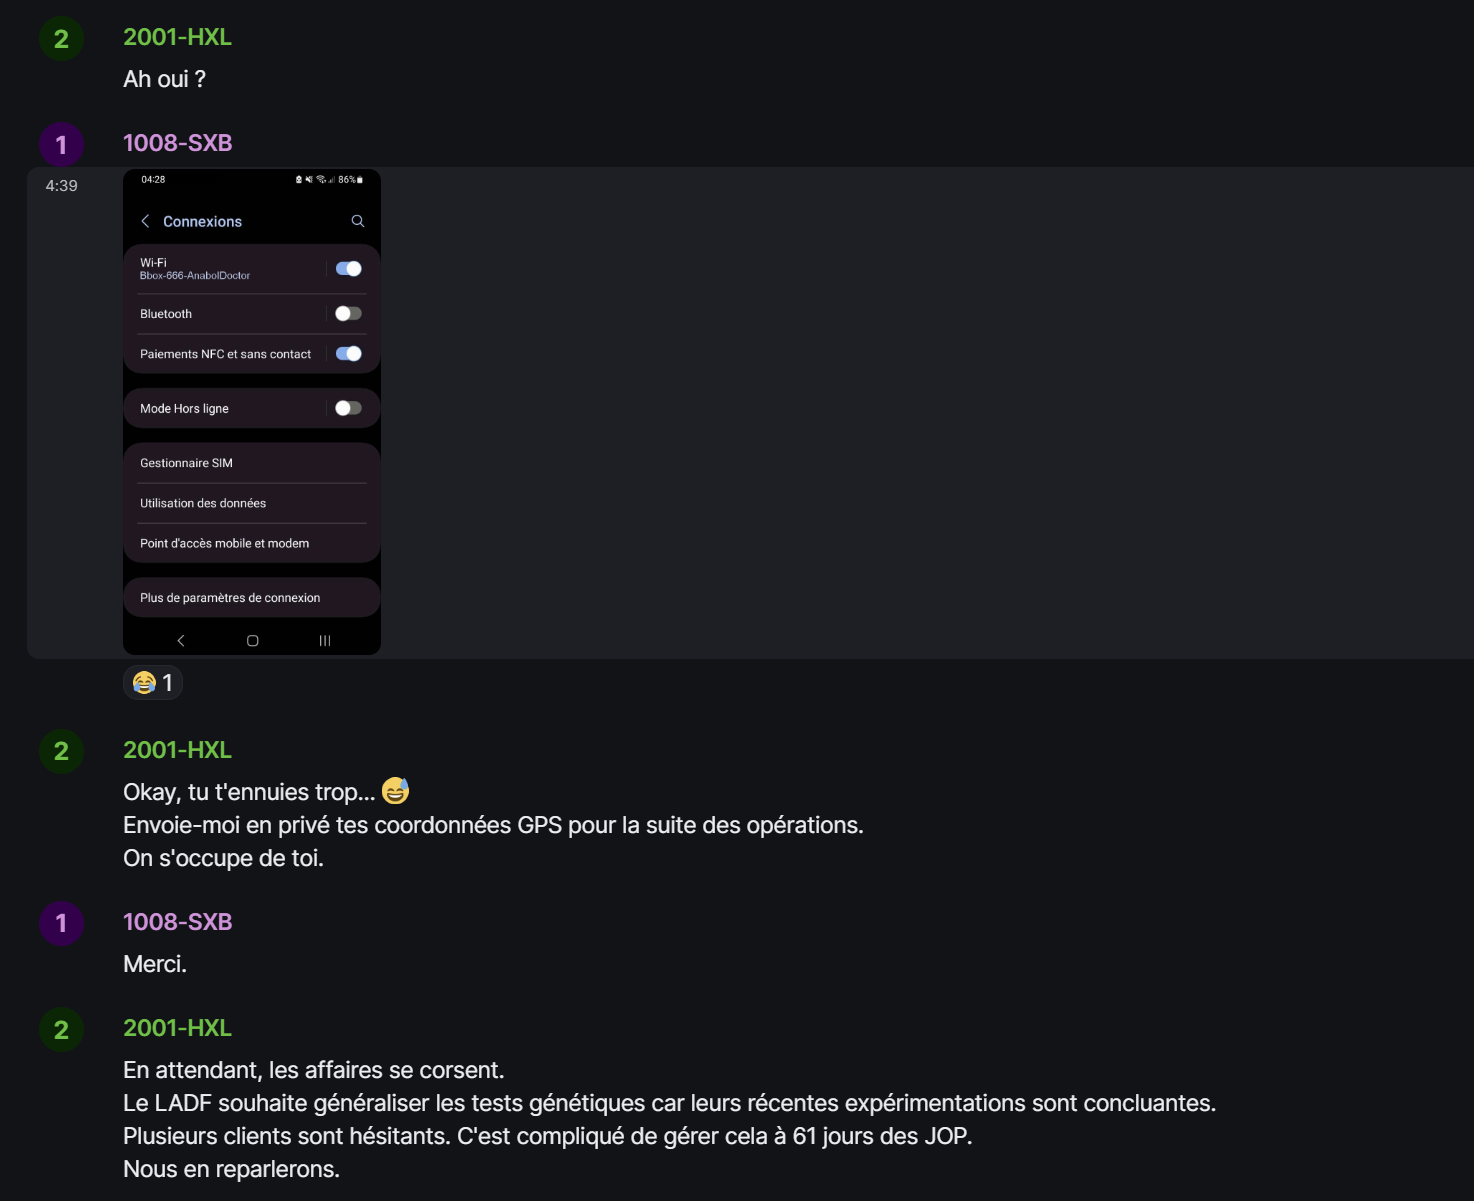 2
2001-HXL
Ah oui ?
1
1008-SXB
4:39
04:28
86%
Connexions
Wi-Fi
Bbox-666-AnabolDoctor
Bluetooth
Paiements NFC et sans contact
Mode Hors ligne
Gestionnaire SIM
Utilisation des données
Point d'accès mobile et modem
Plus de paramètres de connexion
😂 1
2
2001-HXL
Okay, tu t'ennuies trop... 😅
Envoie-moi en privé tes coordonnées GPS pour la suite des opérations.
On s'occupe de toi.
1
1008-SXB
Merci.
2
2001-HXL
En attendant, les affaires se corsent.
Le LADF souhaite généraliser les tests génétiques car leurs récentes expérimentations sont concluantes.
Plusieurs clients sont hésitants. C'est compliqué de gérer cela à 61 jours des JOP.
Nous en reparlerons.